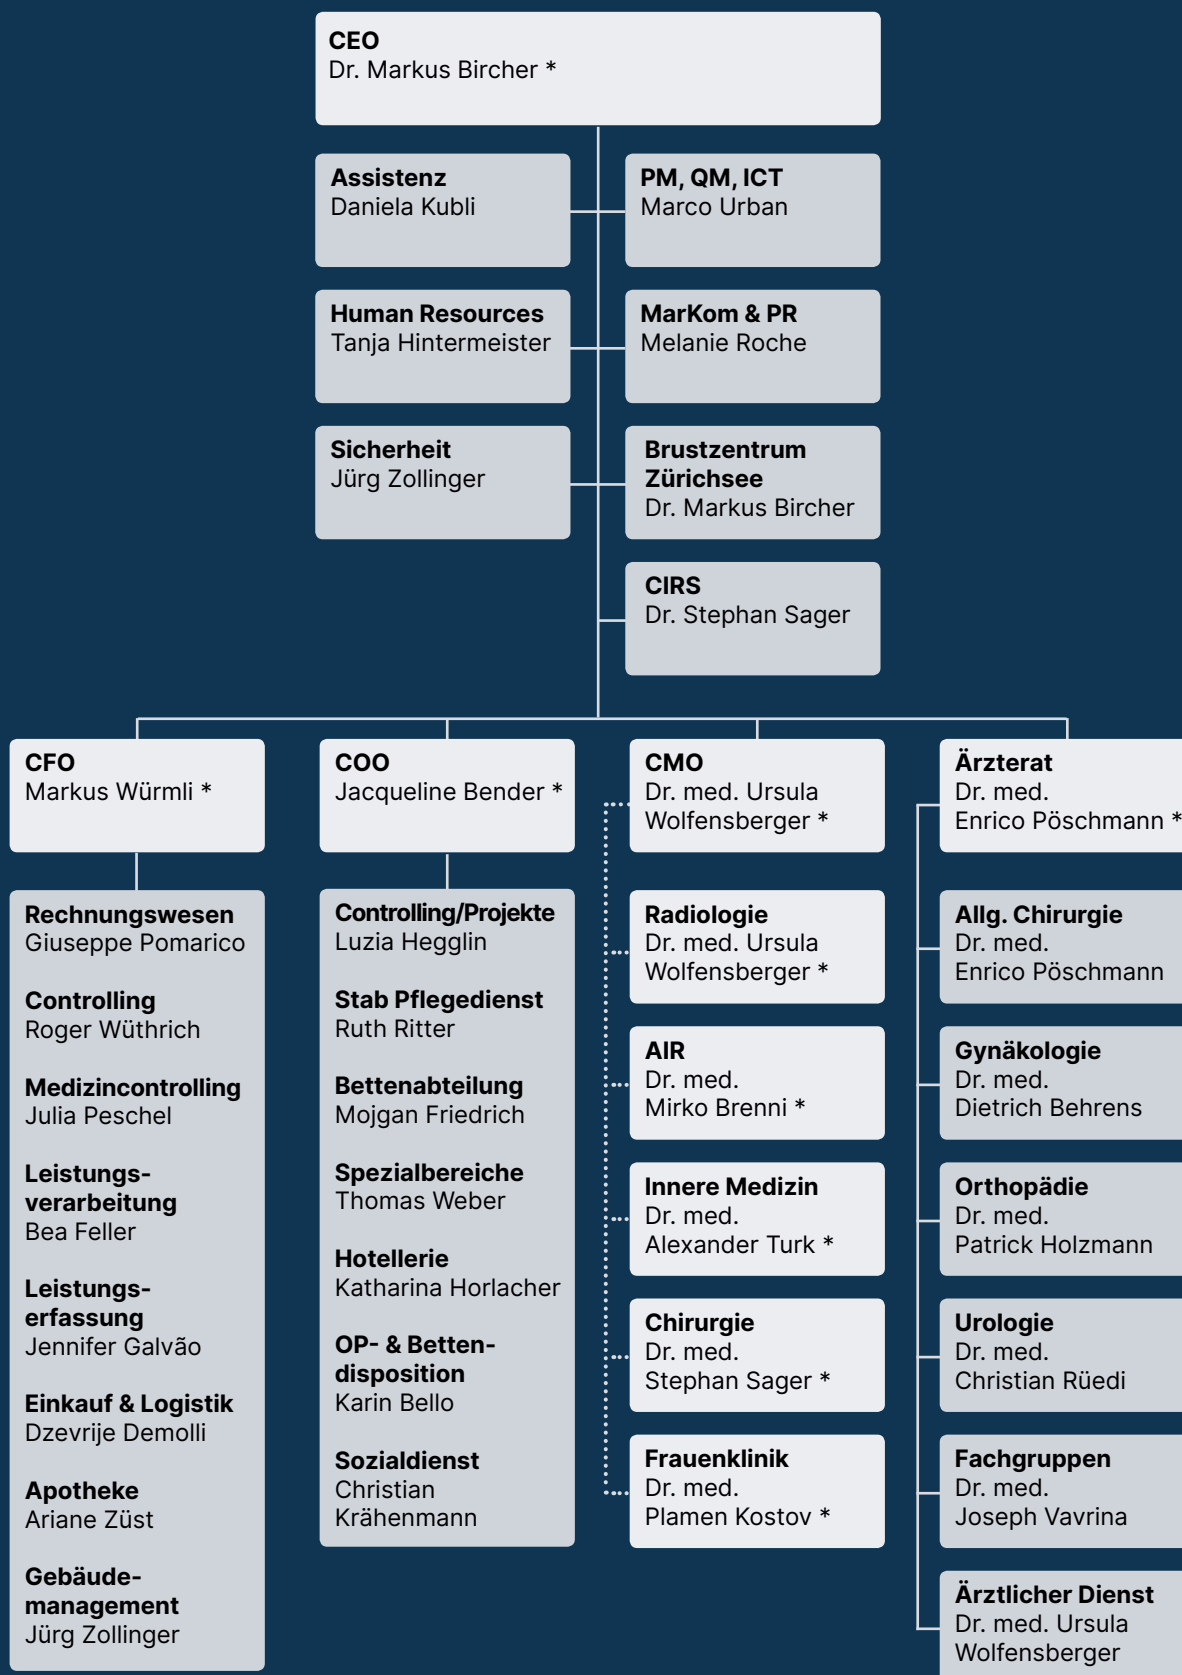 CEO
Dr. Markus Bircher *
Assistenz
Daniela Kubli
PM, QM, ICT
Marco Urban
Human Resources
Tanja Hintermeister
MarKom & PR
Melanie Roche
Sicherheit
Jürg Zollinger
Brustzentrum
Zürichsee
Dr. Markus Bircher
CIRS
Dr. Stephan Sager
CFO
Markus Würmli *
Rechnungswesen
Giuseppe Pomarico
Controlling
Roger Wüthrich
Medizincontrolling
Julia Peschel
Leistungs-
verarbeitung
Bea Feller
Leistungs-
erfassung
Jennifer Galvão
Einkauf & Logistik
Dzevrije Demolli
Apotheke
Ariane Züst
Gebäude-
management
Jürg Zollinger
COO
Jacqueline Bender *
Controlling/Projekte
Luzia Hegglin
Stab Pflegedienst
Ruth Ritter
Bettenabteilung
Mojgan Friedrich
Spezialbereiche
Thomas Weber
Hotellerie
Katharina Horlacher
OP- & Betten-
disposition
Karin Bello
Sozialdienst
Christian
Krähenmann
CMO
Dr. med. Ursula
Wolfensberger *
Radiologie
Dr. med. Ursula
Wolfensberger *
AIR
Dr. med.
Mirko Brenni *
Innere Medizin
Dr. med.
Alexander Turk *
Chirurgie
Dr. med.
Stephan Sager *
Frauenklinik
Dr. med.
Plamen Kostov *
Ärzterat
Dr. med.
Enrico Pöschmann *
Allg. Chirurgie
Dr. med.
Enrico Pöschmann
Gynäkologie
Dr. med.
Dietrich Behrens
Orthopädie
Dr. med.
Patrick Holzmann
Urologie
Dr. med.
Christian Rüedi
Fachgruppen
Dr. med.
Joseph Vavrina
Ärztlicher Dienst
Dr. med. Ursula
Wolfensberger